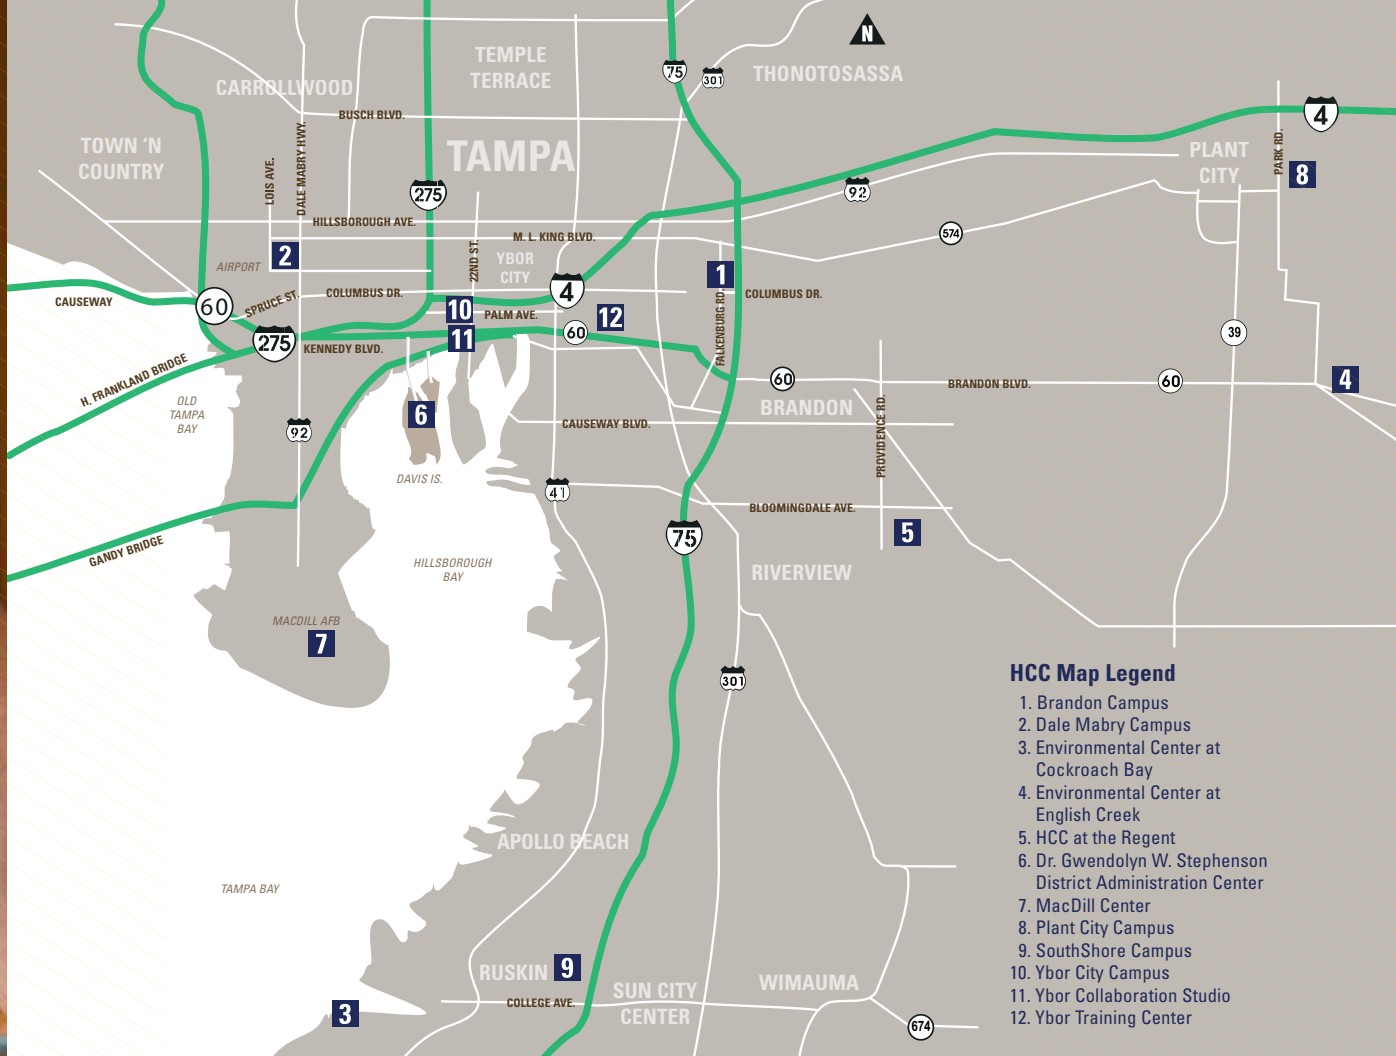 N
TEMPLE
TERRACE
75
301
THONOTOSASSA
CARROLLWOOD
BUSCH BLVD.
4
TOWN 'N
COUNTRY
TAMPA
PLANT
CITY
PARK RD.
8
LOIS AVE.
DALE MABRY HWY.
275
92
HILLSBOROUGH AVE.
M. L. KING BLVD.
574
2
AIRPORT
22ND ST.
YBOR
CITY
1
CAUSEWAY
60
SPRUCE ST.
COLUMBUS DR.
4
COLUMBUS DR.
10
PALM AVE.
12
FALKENBURG RD.
275
KENNEDY BLVD.
11
60
39
H. FRANKLAND BRIDGE
60
BRANDON BLVD.
60
4
OLD
TAMPA
BAY
6
BRANDON
92
CAUSEWAY BLVD.
PROVIDENCE RD.
DAVIS IS.
41
BLOOMINGDALE AVE.
75
5
GANDY BRIDGE
HILLSBOROUGH
BAY
RIVERVIEW
MACDILL AFB
7
301
APOLLO BEACH
TAMPA BAY
RUSKIN
9
SUN CITY
CENTER
WIMAUMA
COLLEGE AVE.
3
674
HCC Map Legend
1. Brandon Campus
2. Dale Mabry Campus
3. Environmental Center at
Cockroach Bay
4. Environmental Center at
English Creek
5. HCC at the Regent
6. Dr. Gwendolyn W. Stephenson
District Administration Center
7. MacDill Center
8. Plant City Campus
9. SouthShore Campus
10. Ybor City Campus
11. Ybor Collaboration Studio
12. Ybor Training Center